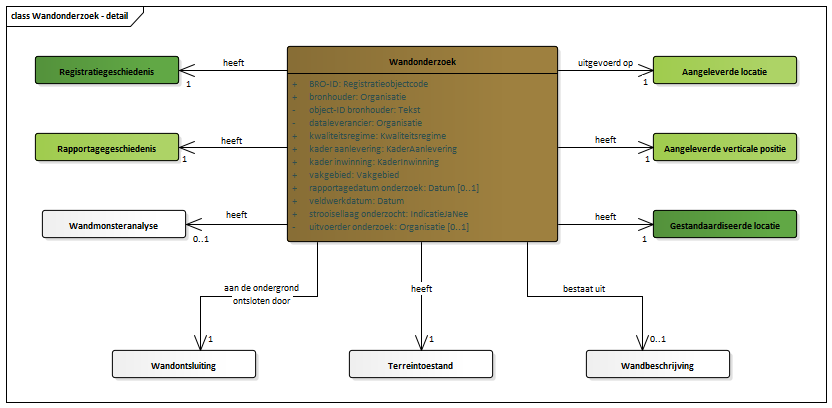 class Wandonderzoek - detail
Wandonderzoek
+ BRO-ID: Registratieobjectcode
+ bronhouder: Organisatie
- object-ID bronhouder: Tekst
- dataleverancier: Organisatie
+ kwaliteitsregime: Kwaliteitsregime
+ kader aanlevering: KaderAanlevering
+ kader inwinning: KaderInwinning
+ vakgebied: Vakgebied
+ rapportagedatum onderzoek: Datum [0..1]
+ veldwerkdatum: Datum
+ strooisellaag onderzocht: IndicatieJaNee
- uitvoerder onderzoek: Organisatie [0..1]
Registratiegeschiedenis
heeft
1
Rapportagegeschiedenis
heeft
1
Wandmonsteranalyse
heeft
0..1
uitgevoerd op
1
Aangeleverde locatie
heeft
1
Aangeleverde verticale positie
heeft
1
Gestandaardiseerde locatie
aan de ondergrond
ontsloten door
1
Wandontsluiting
heeft
1
Terreintoestand
bestaat uit
0..1
Wandbeschrijving